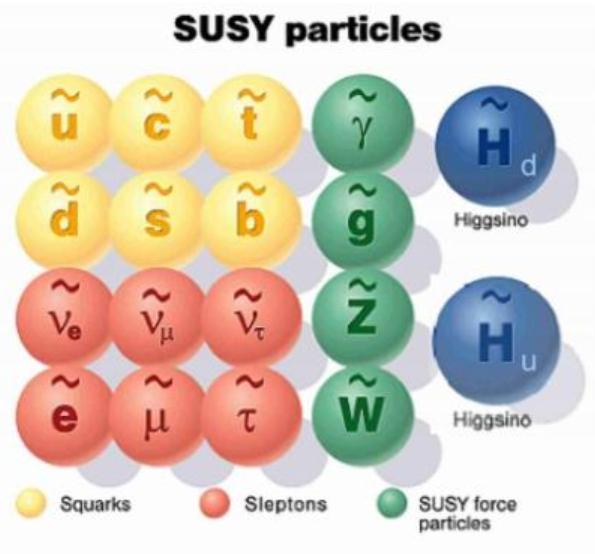 SUSY particles
ũ c̃ t̃ γ̃ H̃d
d̃ s̃ b̃ g̃ Higgsino
ν̃e ν̃μ ν̃τ Z̃ H̃u
ẽ μ̃ τ̃ W̃ Higgsino
Squarks Sleptons SUSY force
particles